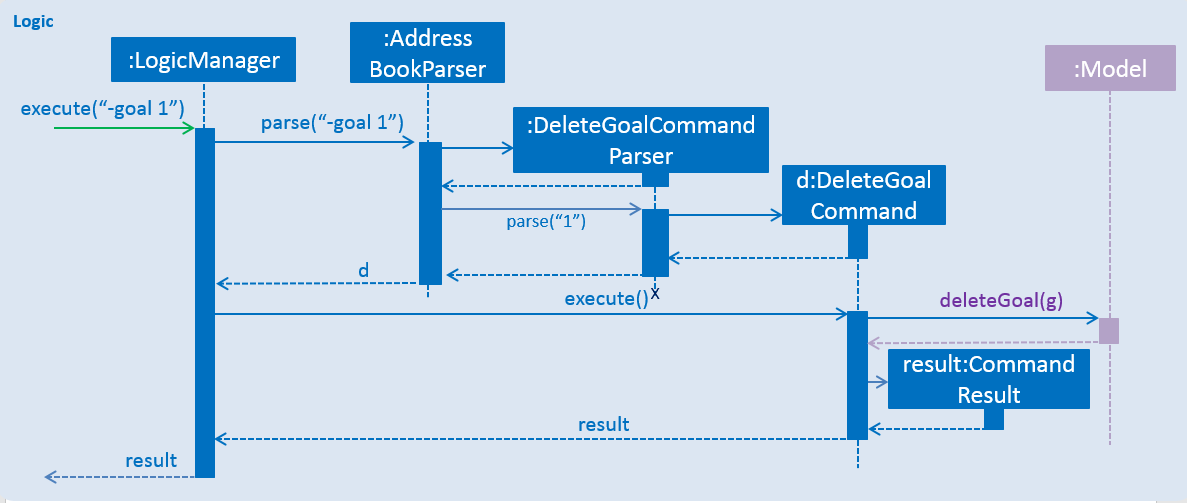 Logic
:LogicManager
:Address
BookParser
:Model
execute(“-goal 1”)
parse(“-goal 1”)
:DeleteGoalCommand
Parser
d:DeleteGoal
Command
parse(“1”)
d
X
execute()
deleteGoal(g)
result:Command
Result
result
result